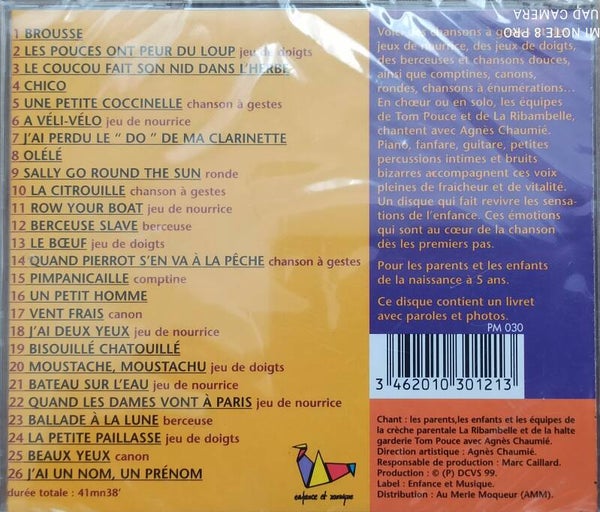 1 BROUSSE
2 LES POUCES ONT PEUR DU LOUP jeu de doigts
3 LE COUCOU FAIT SON NID DANS L'HERBE
4 CHICO
5 UNE PETITE COCCINELLE chanson à gestes
6 A VÉLI-VÉLO jeu de nourrice
7 J'AI PERDU LE “ DO ” DE MA CLARINETTE
8 OLÉLÉ
9 SALLY GO ROUND THE SUN ronde
10 LA CITROUILLE chanson à gestes
11 ROW YOUR BOAT jeu de nourrice
12 BERCEUSE SLAVE berceuse
13 LE BŒUF jeu de doigts
14 QUAND PIERROT S'EN VA À LA PÊCHE chanson à gestes
15 PIMPANICAILLE comptine
16 UN PETIT HOMME
17 VENT FRAIS canon
18 J'AI DEUX YEUX jeu de nourrice
19 BISOUILLÉ CHATOUILLÉ
20 MOUSTACHE, MOUSTACHU jeu de doigts
21 BATEAU SUR L'EAU jeu de nourrice
22 QUAND LES DAMES VONT À PARIS jeu de nourrice
23 BALLADE À LA LUNE berceuse
24 LA PETITE PAILLASSE jeu de doigts
25 BEAUX YEUX canon
26 J'AI UN NOM, UN PRÉNOM
durée totale : 41mn38'
enfance et musique
MI NOTE 8 PRO
QUAD CAMERA
Voici des chansons à
jeux de nourrice, des jeux de doigts,
des berceuses et chansons douces,
ainsi que comptines, canons,
rondes, chansons à énumérations...
En chœur ou en solo, les équipes
de Tom Pouce et de La Ribambelle,
chantent avec Agnès Chaumié.
Piano, fanfare, guitare, petites
percussions intimes et bruits
bizarres accompagnent ces voix
pleines de fraicheur et de vitalité.
Un disque qui fait revivre les sensa-
tions de l'enfance. Ces émotions
qui sont au cœur de la chanson
dès les premiers pas.
Pour les parents et les enfants
de la naissance à 5 ans.
Ce disque contient un livret
avec paroles et photos.
PM 030
3 462010 301213
Chant : les parents,les enfants et les équipes de
la crèche parentale La Ribambelle et de la halte
garderie Tom Pouce avec Agnès Chaumié.
Direction artistique : Agnès Chaumié.
Responsable de production : Marc Caillard.
Production : © (P) DCVS 99.
Label : Enfance et Musique.
Distribution : Au Merle Moqueur (AMM).